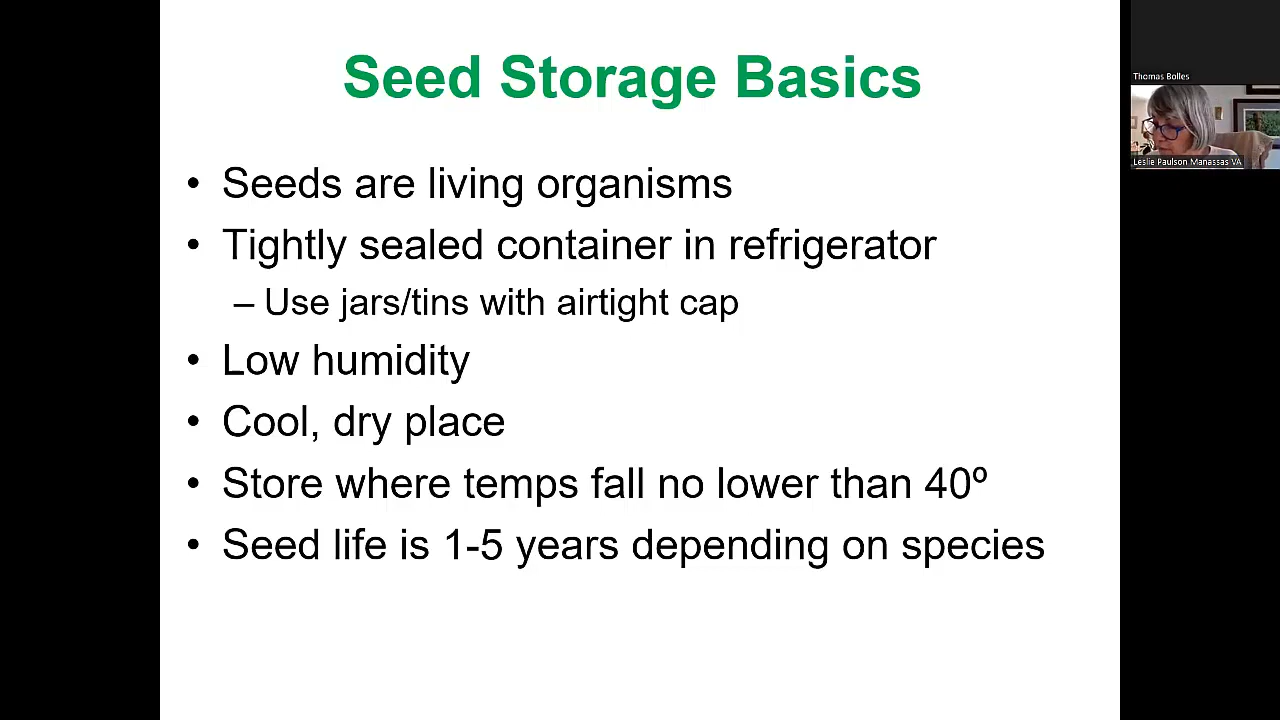 Seed Storage Basics
• Seeds are living organisms
• Tightly sealed container in refrigerator
– Use jars/tins with airtight cap
• Low humidity
• Cool, dry place
• Store where temps fall no lower than 40º
• Seed life is 1-5 years depending on species
Thomas Bolles
Leslie Paulson Manassas VA